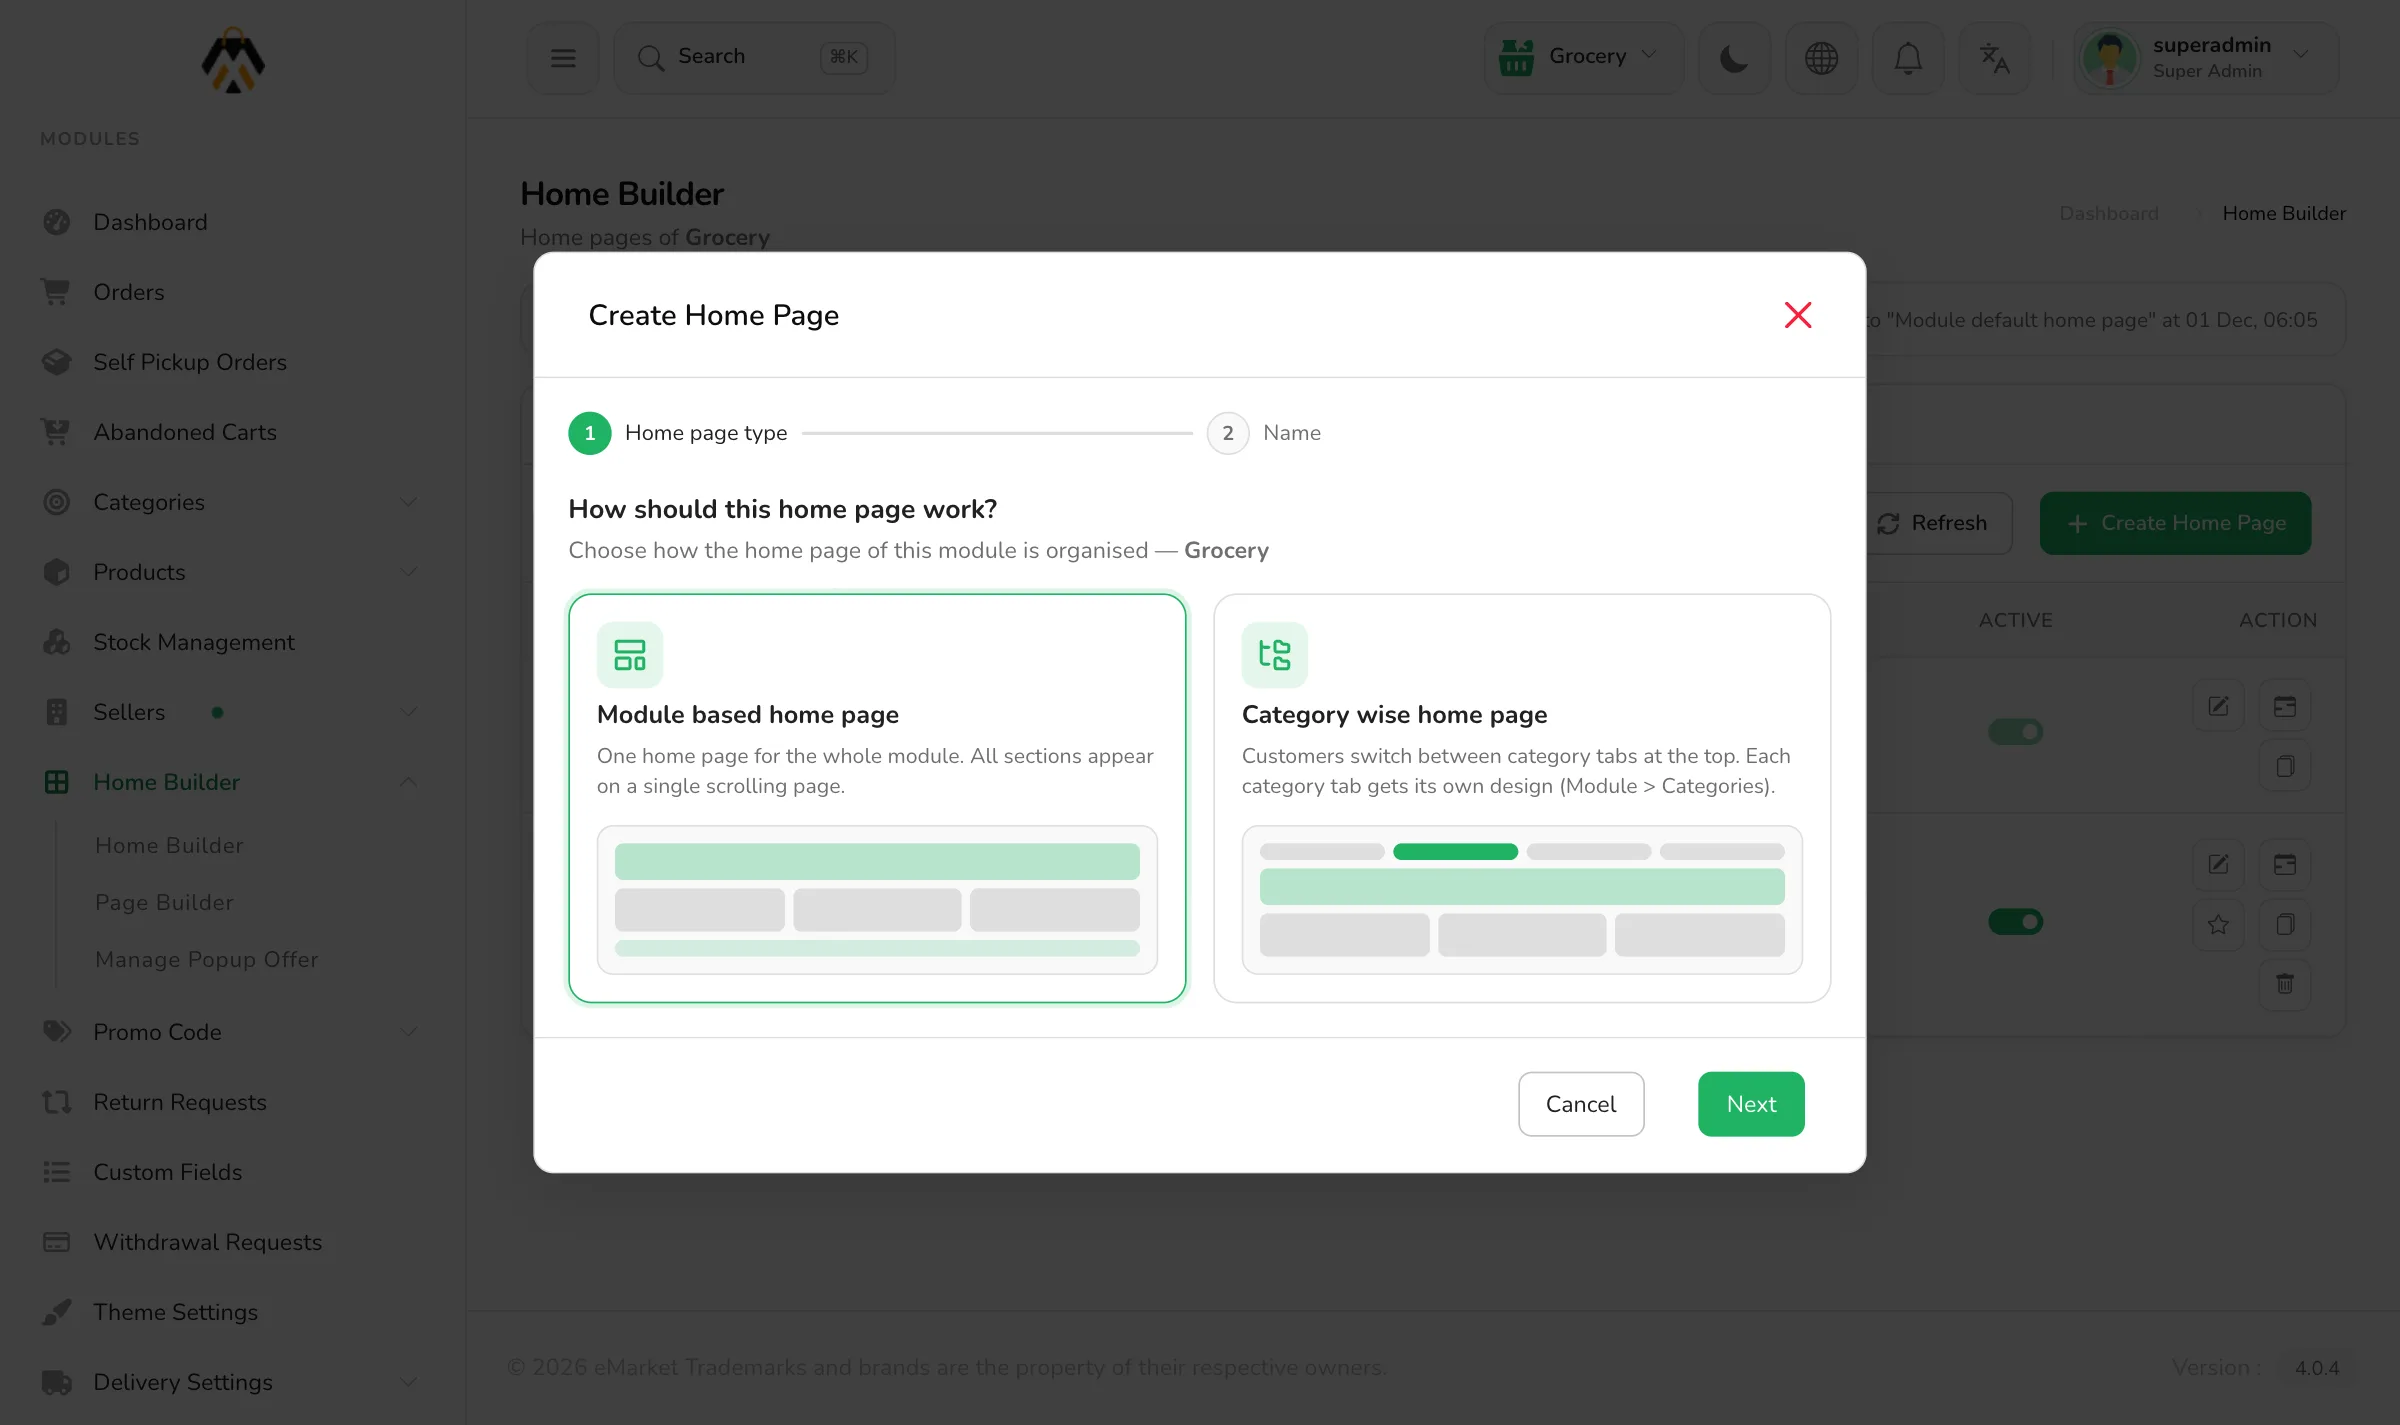 MODULES
Dashboard
Orders
Self Pickup Orders
Abandoned Carts
Categories
Products
Stock Management
Sellers
Home Builder
Home Builder
Page Builder
Manage Popup Offer
Promo Code
Return Requests
Custom Fields
Withdrawal Requests
Theme Settings
Delivery Settings
Search
⌘K
Grocery
superadmin
Super Admin
Home Builder
Home pages of Grocery
Dashboard
Home Builder
to "Module default home page" at 01 Dec, 06:05
Refresh
Create Home Page
ACTIVE
ACTION
Create Home Page
1 Home page type
2 Name
How should this home page work?
Choose how the home page of this module is organised — Grocery
Module based home page
One home page for the whole module. All sections appear
on a single scrolling page.
Category wise home page
Customers switch between category tabs at the top. Each
category tab gets its own design (Module > Categories).
Cancel
Next
© 2026 eMarket Trademarks and brands are the property of their respective owners.
Version : 4.0.4